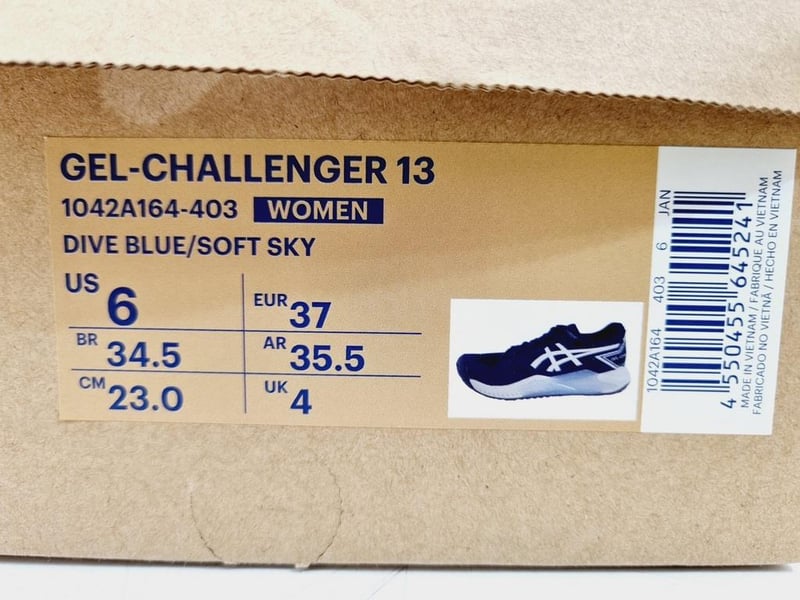 GEL-CHALLENGER 13
1042A164-403 WOMEN
DIVE BLUE/SOFT SKY
US 6 EUR 37
BR 34.5 AR 35.5
CM 23.0 UK 4
1042A164 403 6 JAN
4 550455 645241
MADE IN VIETNAM / FABRIQUE AU VIETNAM
FABRICADO NO VIETNÃ / HECHO EN VIETNAM